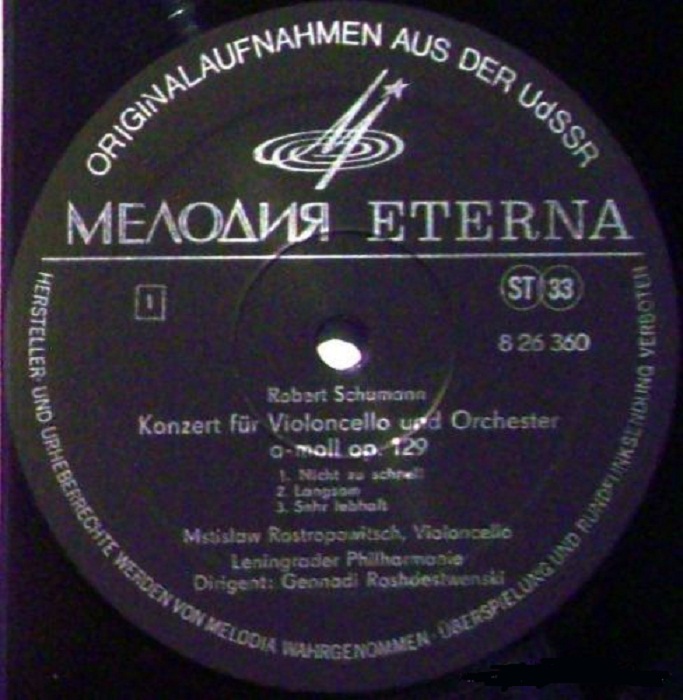 ORIGINALAUFNAHMEN AUS DER UdSSR
МЕЛОДИЯ ETERNA
1
ST 33
8 26 360
Robert Schumann
Konzert für Violoncello und Orchester
a-moll op. 129
1. Nicht zu schnell
2. Langsam
3. Sehr lebhaft
Mstislaw Rostropowitsch, Violoncello
Leningrader Philharmonie
Dirigent: Gennadi Roshdestwenski
HERSTELLER- UND URHEBERRECHTE WERDEN VON MELODIA WAHRGENOMMEN · ÜBERSPIELUNG UND RUNDFUNKSENDUNG VERBOTEN